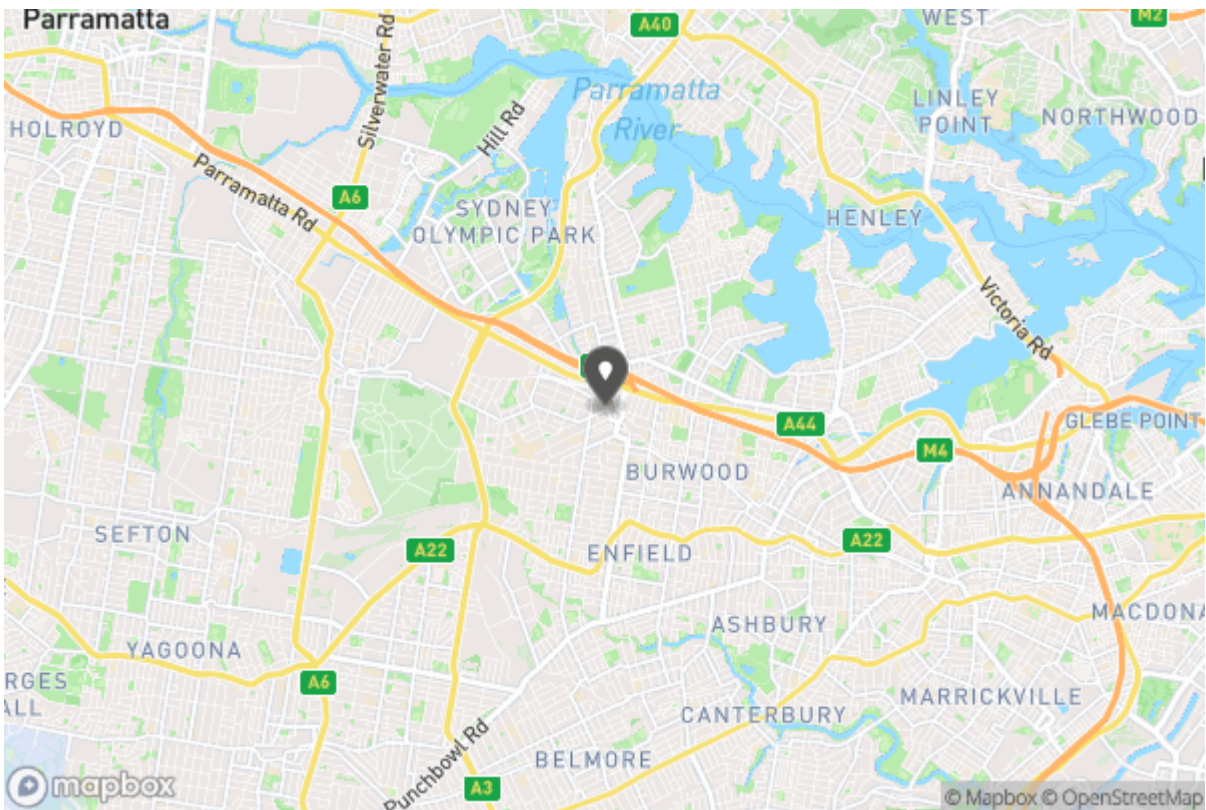 Parramatta
WEST
M2
A40
Silverwater Rd
Parramatta
River
Hill Rd
LINLEY
POINT
NORTHWOOD
HOLROYD
Parramatta Rd
A6
SYDNEY
OLYMPIC PARK
HENLEY
Victoria Rd
A44
GLEBE POINT
M4
BURWOOD
ANNANDALE
SEFTON
A22
ENFIELD
A22
ASHBURY
MACDONA
YAGOONA
A6
RGES
ALL
MARRICKVILLE
CANTERBURY
Punchbowl Rd
BELMORE
A3
mapbox
© Mapbox © OpenStreetMap